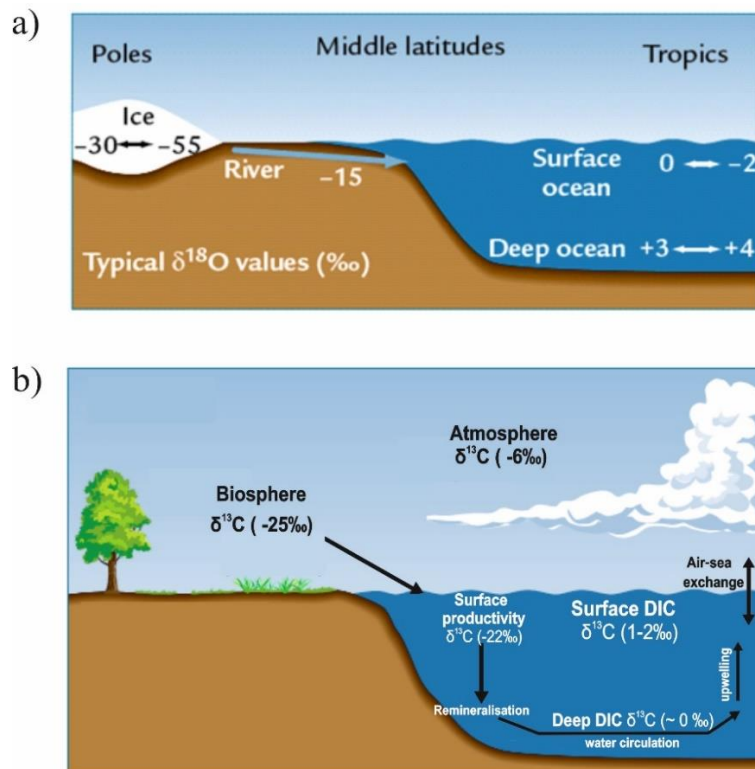 a)
Poles
Middle latitudes
Tropics
Ice
−30 ↔ −55
River
−15
Surface
ocean
0 ↔ −2
Deep ocean
+3 ↔ +4
Typical δ¹⁸O values (‰)
b)
Atmosphere
δ¹³C ( -6‰)
Biosphere
δ¹³C ( -25‰)
Air-sea
exchange
Surface
productivity
δ¹³C (-22‰)
Surface DIC
δ¹³C (1-2‰)
upwelling
Remineralisation
Deep DIC δ¹³C ( ~ 0 ‰)
water circulation